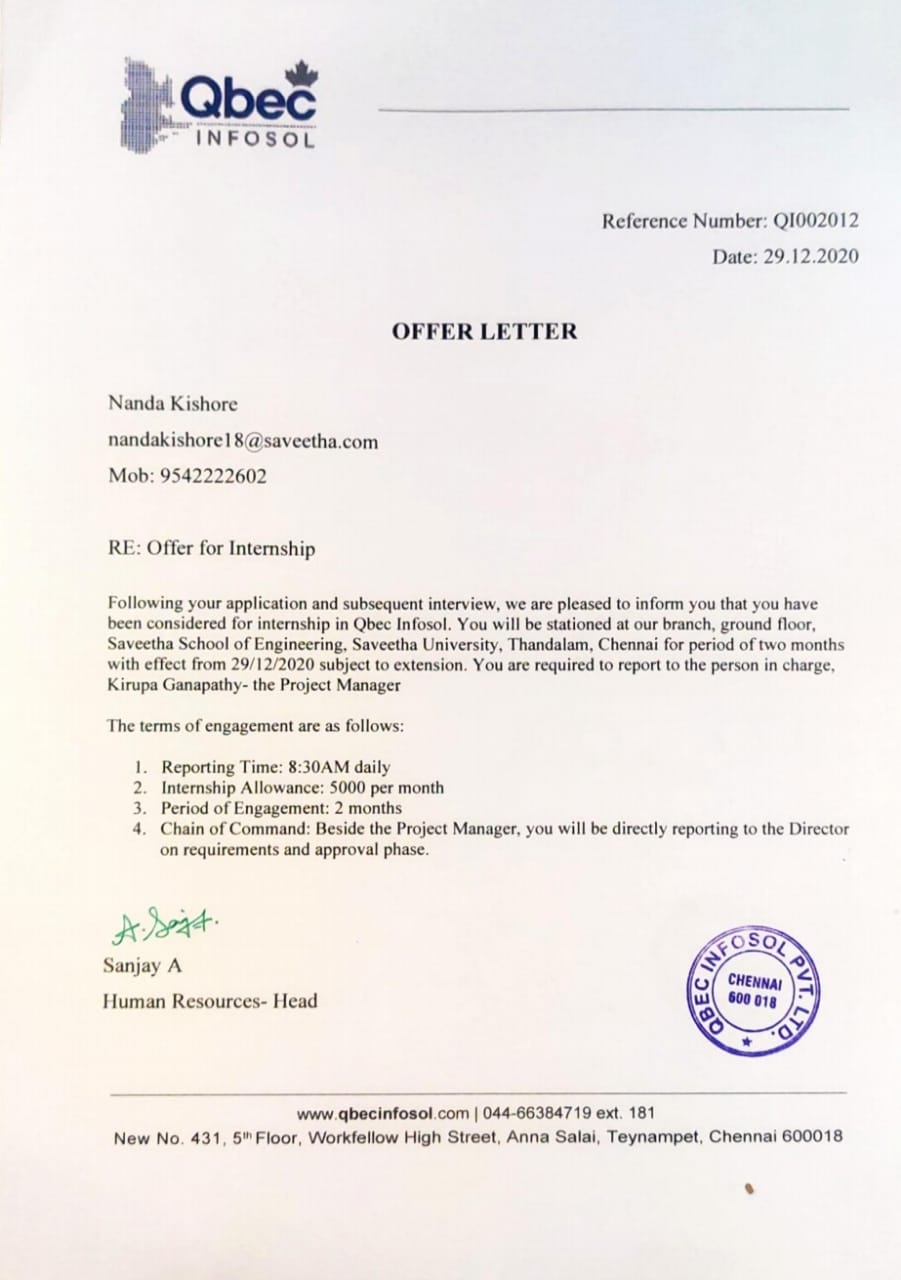 Qbec
INFOSOL
Reference Number: QI002012
Date: 29.12.2020
OFFER LETTER
Nanda Kishore
nandakishore18@saveetha.com
Mob: 9542222602
RE: Offer for Internship
Following your application and subsequent interview, we are pleased to inform you that you have
been considered for internship in Qbec Infosol. You will be stationed at our branch, ground floor,
Saveetha School of Engineering, Saveetha University, Thandalam, Chennai for period of two months
with effect from 29/12/2020 subject to extension. You are required to report to the person in charge,
Kirupa Ganapathy- the Project Manager
The terms of engagement are as follows:
1. Reporting Time: 8:30AM daily
2. Internship Allowance: 5000 per month
3. Period of Engagement: 2 months
4. Chain of Command: Beside the Project Manager, you will be directly reporting to the Director
on requirements and approval phase.
Sanjay A
Human Resources- Head
QBEC INFOSOL PVT. LTD.
CHENNAI
600 018
www.qbecinfosol.com | 044-66384719 ext. 181
New No. 431, 5th Floor, Workfellow High Street, Anna Salai, Teynampet, Chennai 600018